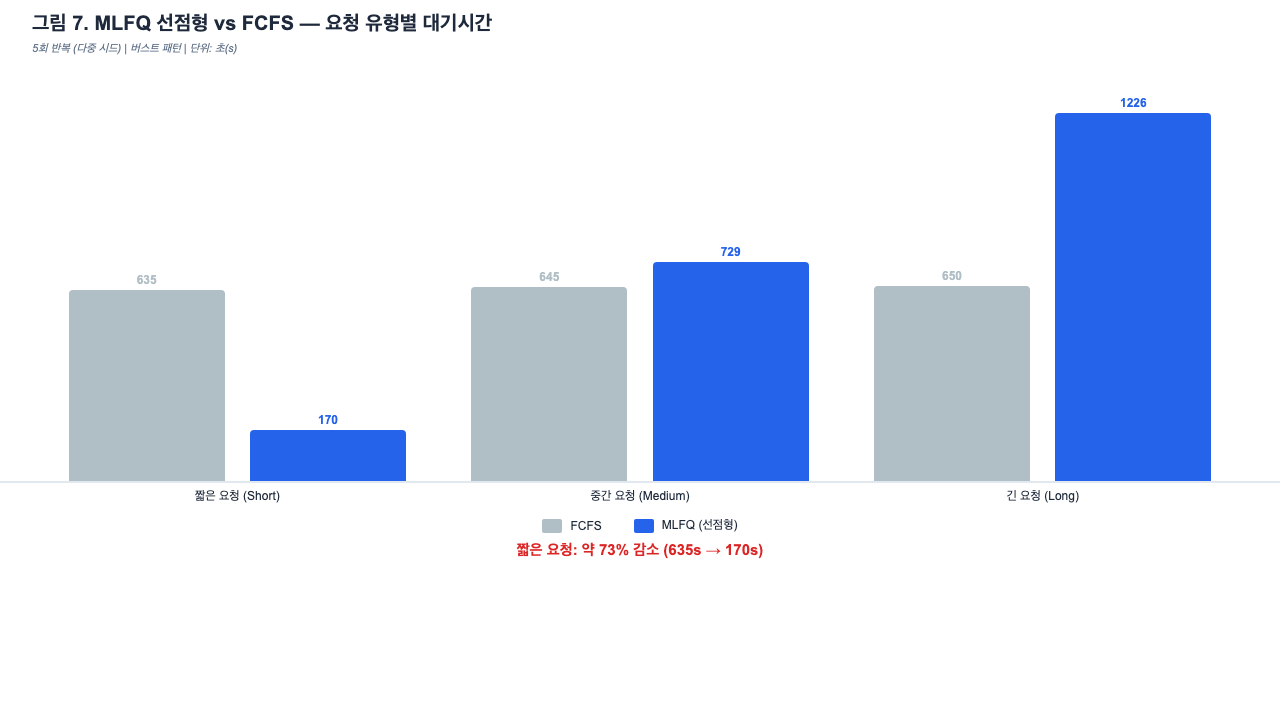 그림 7. MLFQ 선점형 vs FCFS — 요청 유형별 대기시간
5회 반복 (다중 시드) | 버스트 패턴 | 단위: 초(s)
1226
729
635
645
650
170
짧은 요청 (Short)
중간 요청 (Medium)
긴 요청 (Long)
FCFS
MLFQ (선점형)
짧은 요청: 약 73% 감소 (635s → 170s)